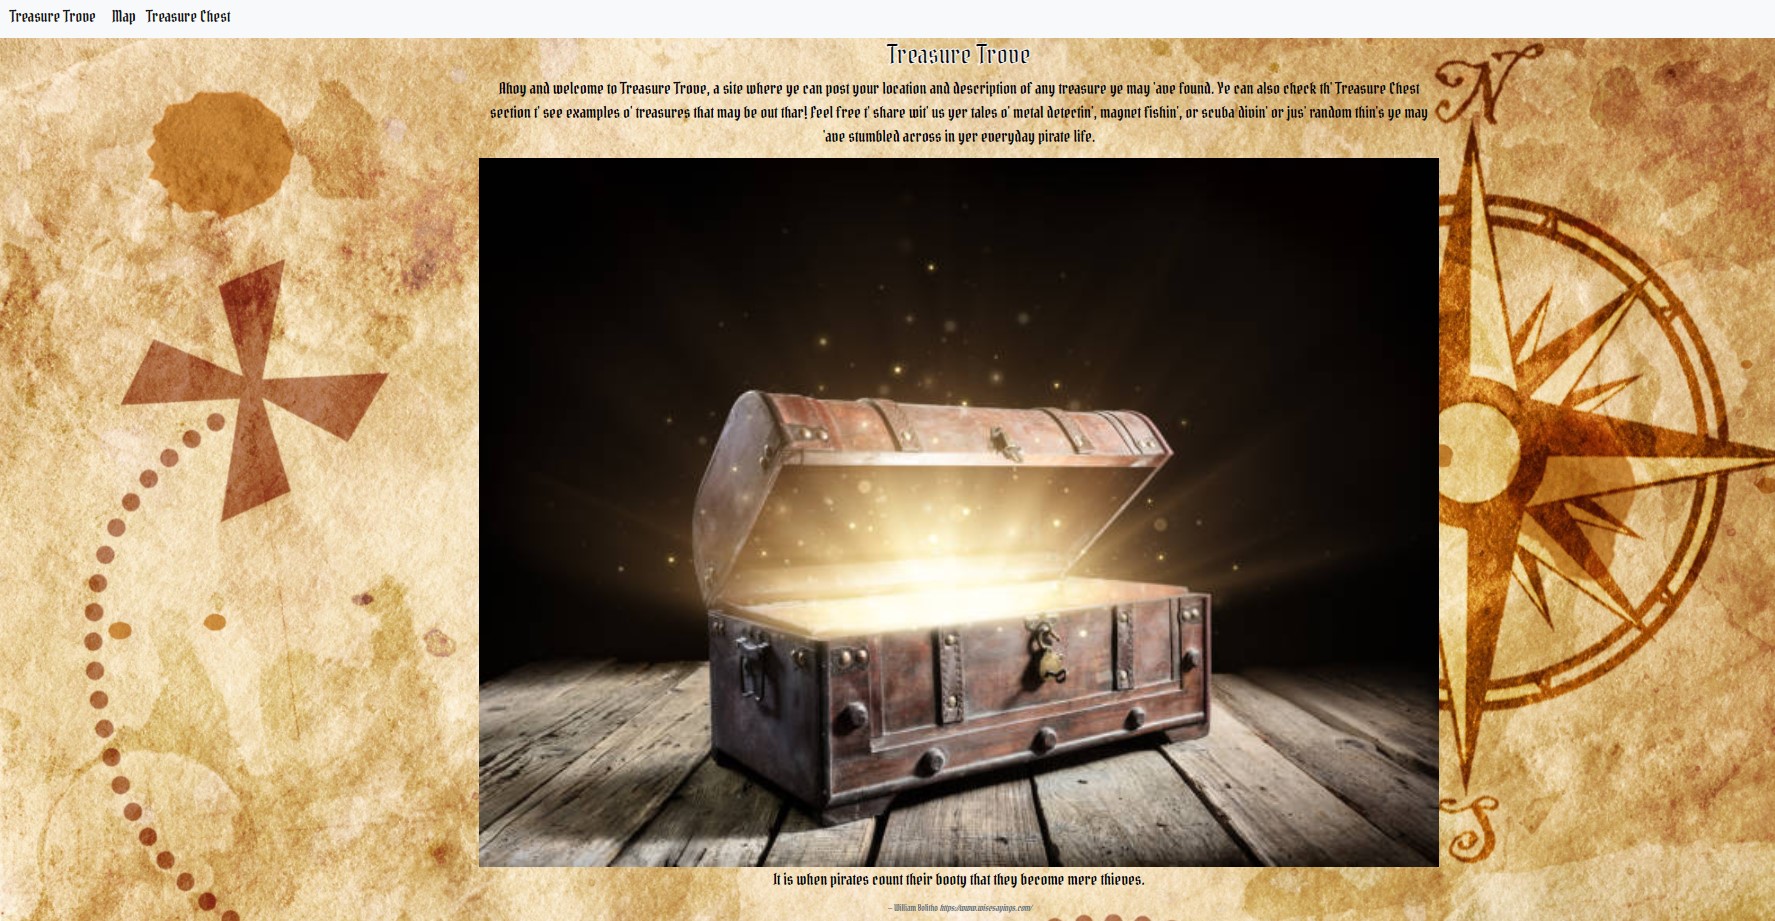 Treasure Trove Map Treasure Chest
Treasure Trove
Ahoy and welcome to Treasure Trove, a site where ye can post your location and description of any treasure ye may 'ave found. Ye can also check th' Treasure Chest
section t' see examples o' treasures that may be out thar! Feel free t' share wit' us yer tales o' metal detectin', magnet fishin', or scuba divin' or jus' random thin's ye may
'ave stumbled across in yer everyday pirate life.
N
S
It is when pirates count their booty that they become mere thieves.
— William Bolitho https://www.wisesayings.com/